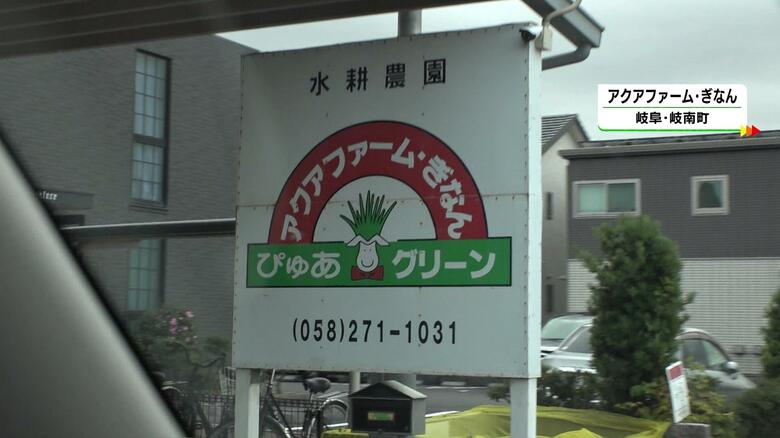 水耕農園
アクアファーム・ぎなん
ぴゅあ グリーン
(058)271-1031
アクアファーム・ぎなん
岐阜・岐南町